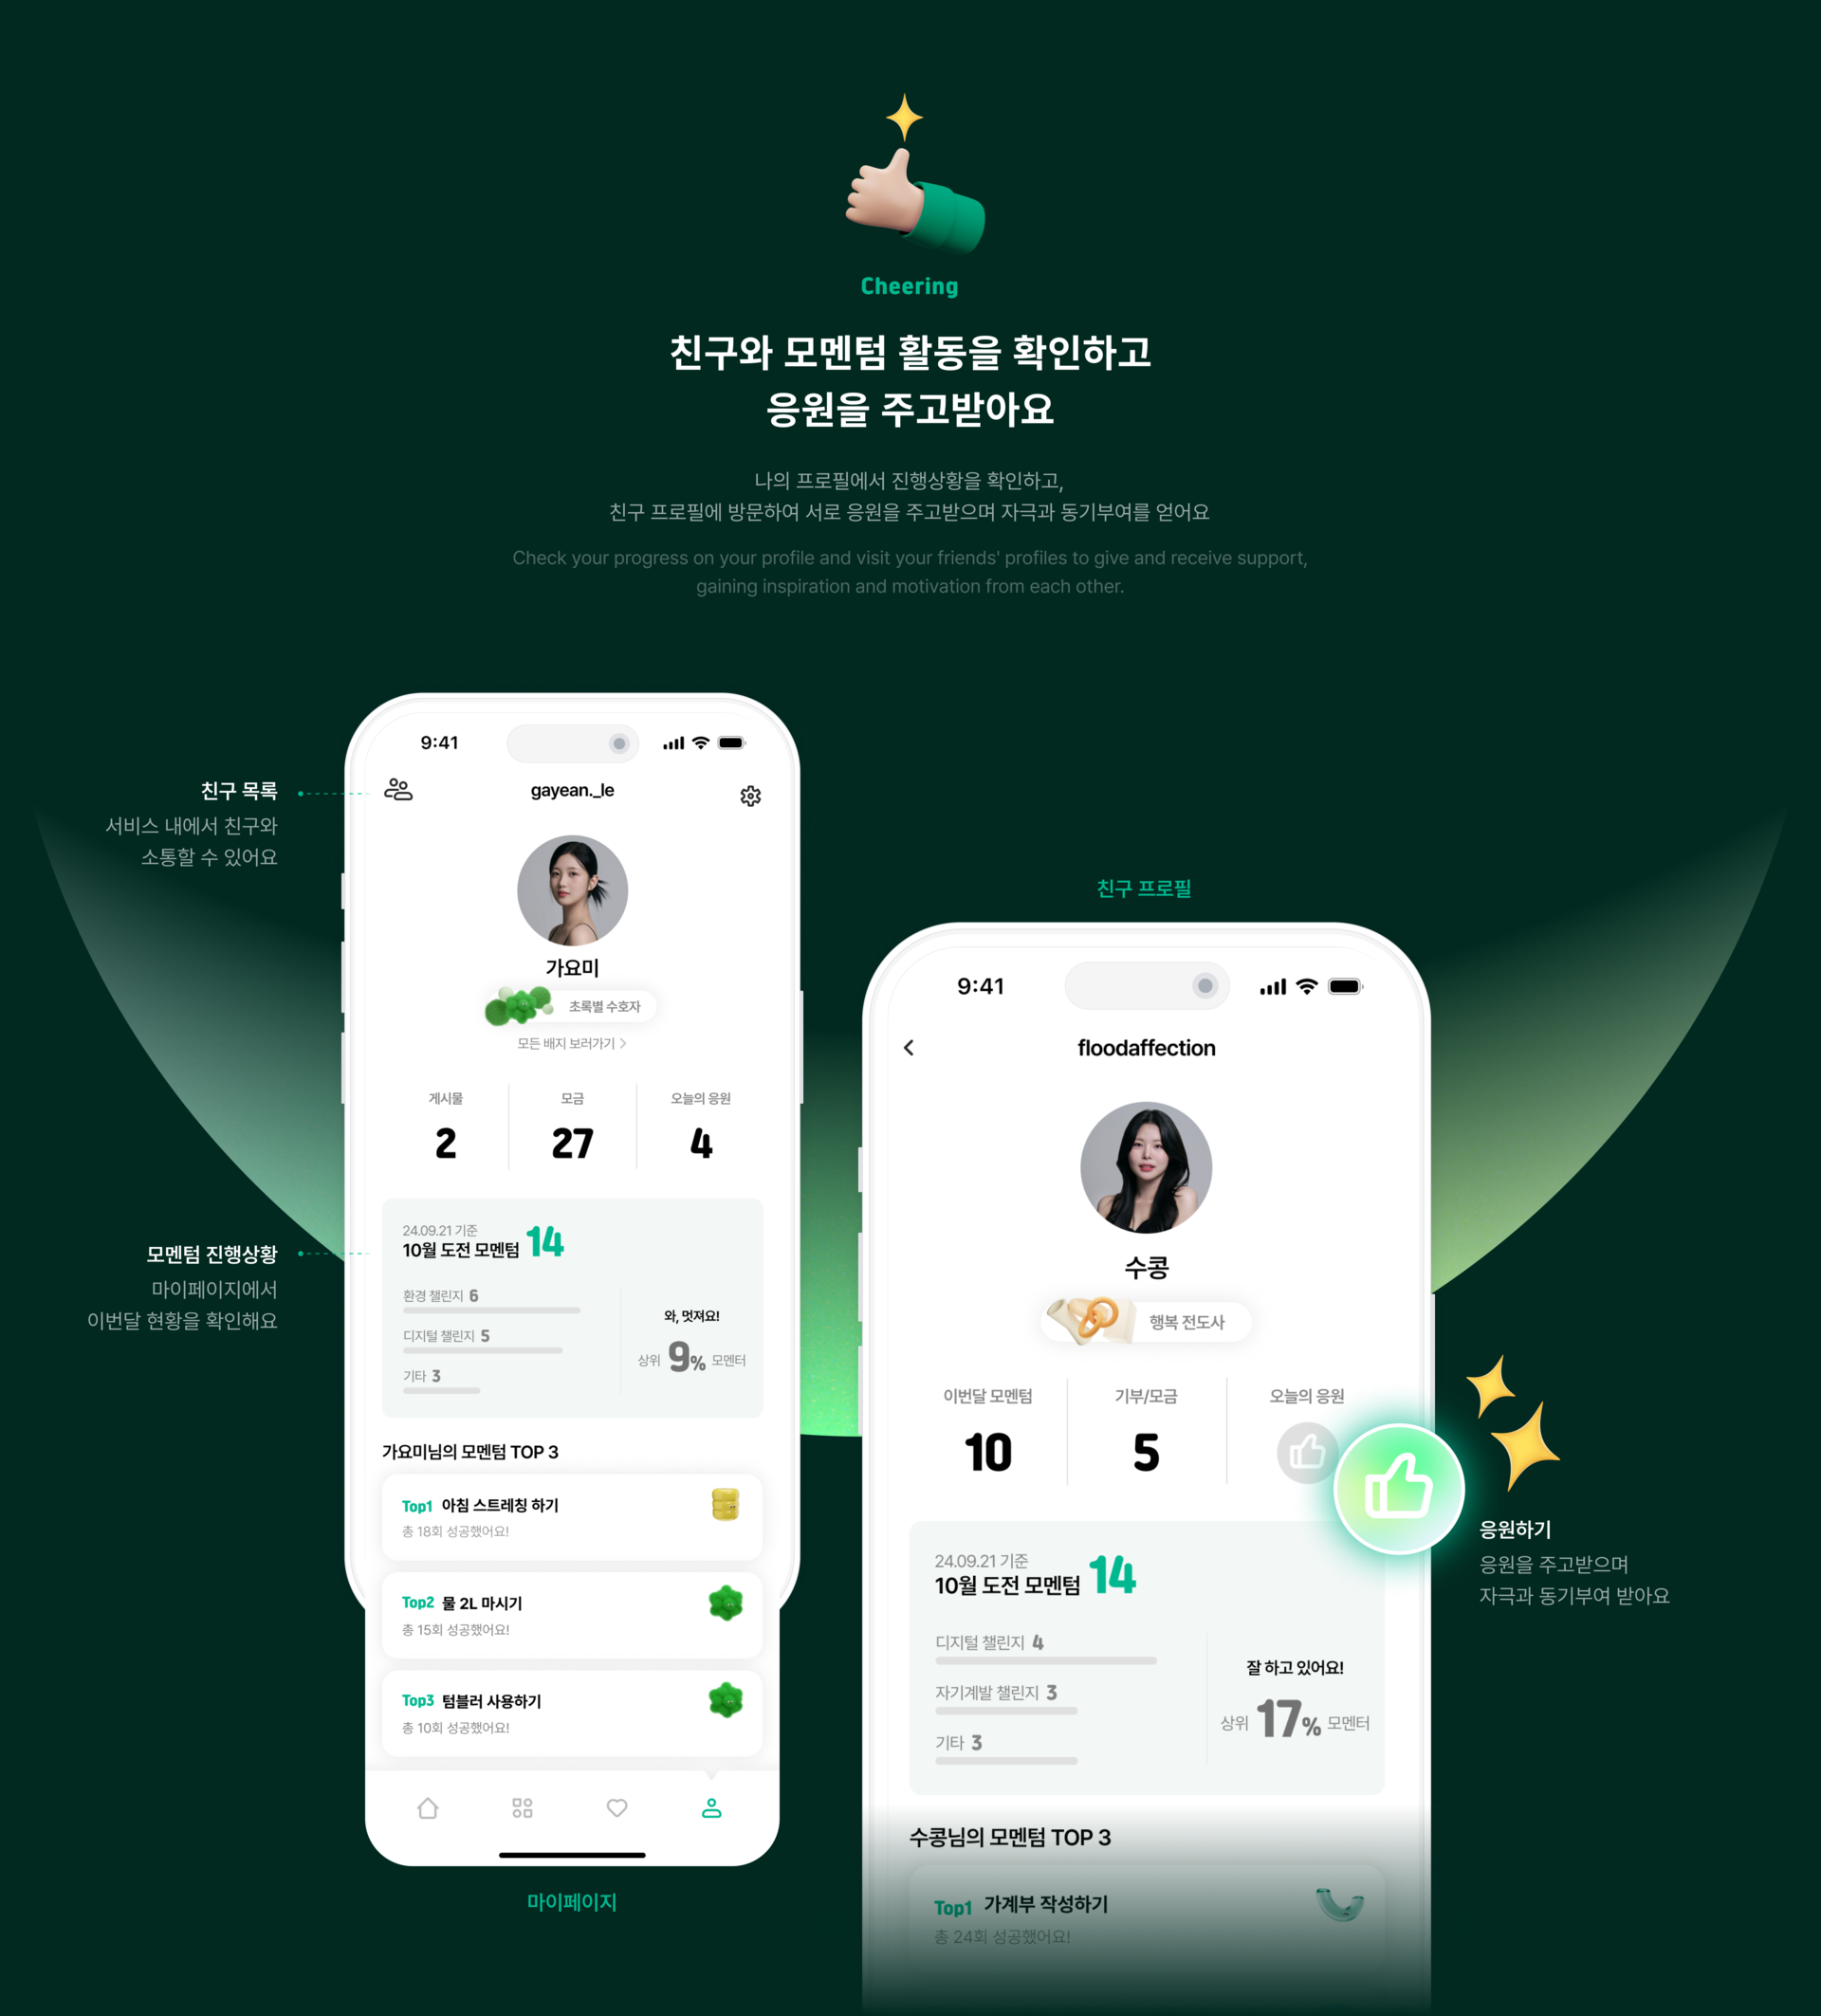 Cheering
친구와 모멘텀 활동을 확인하고
응원을 주고받아요
나의 프로필에서 진행상황을 확인하고,
친구 프로필에 방문하여 서로 응원을 주고받으며 자극과 동기부여를 얻어요
Check your progress on your profile and visit your friends' profiles to give and receive support,
gaining inspiration and motivation from each other.
친구 목록
서비스 내에서 친구와
소통할 수 있어요
모멘텀 진행상황
마이페이지에서
이번달 현황을 확인해요
9:41
gayean._le
가요미
초록별 수호자
모든 배지 보러가기 >
게시물
모금
오늘의 응원
2
27
4
24.09.21 기준
10월 도전 모멘텀 14
환경 챌린지 6
디지털 챌린지 5
기타 3
와, 멋져요!
상위 9% 모멘터
가요미님의 모멘텀 TOP 3
Top1 아침 스트레칭 하기
총 18회 성공했어요!
Top2 물 2L 마시기
총 15회 성공했어요!
Top3 텀블러 사용하기
총 10회 성공했어요!
마이페이지
친구 프로필
9:41
floodaffection
수콩
행복 전도사
이번달 모멘텀
기부/모금
오늘의 응원
10
5
24.09.21 기준
10월 도전 모멘텀 14
디지털 챌린지 4
자기계발 챌린지 3
기타 3
잘 하고 있어요!
상위 17% 모멘터
수콩님의 모멘텀 TOP 3
Top1 가계부 작성하기
총 24회 성공했어요!
응원하기
응원을 주고받으며
자극과 동기부여 받아요